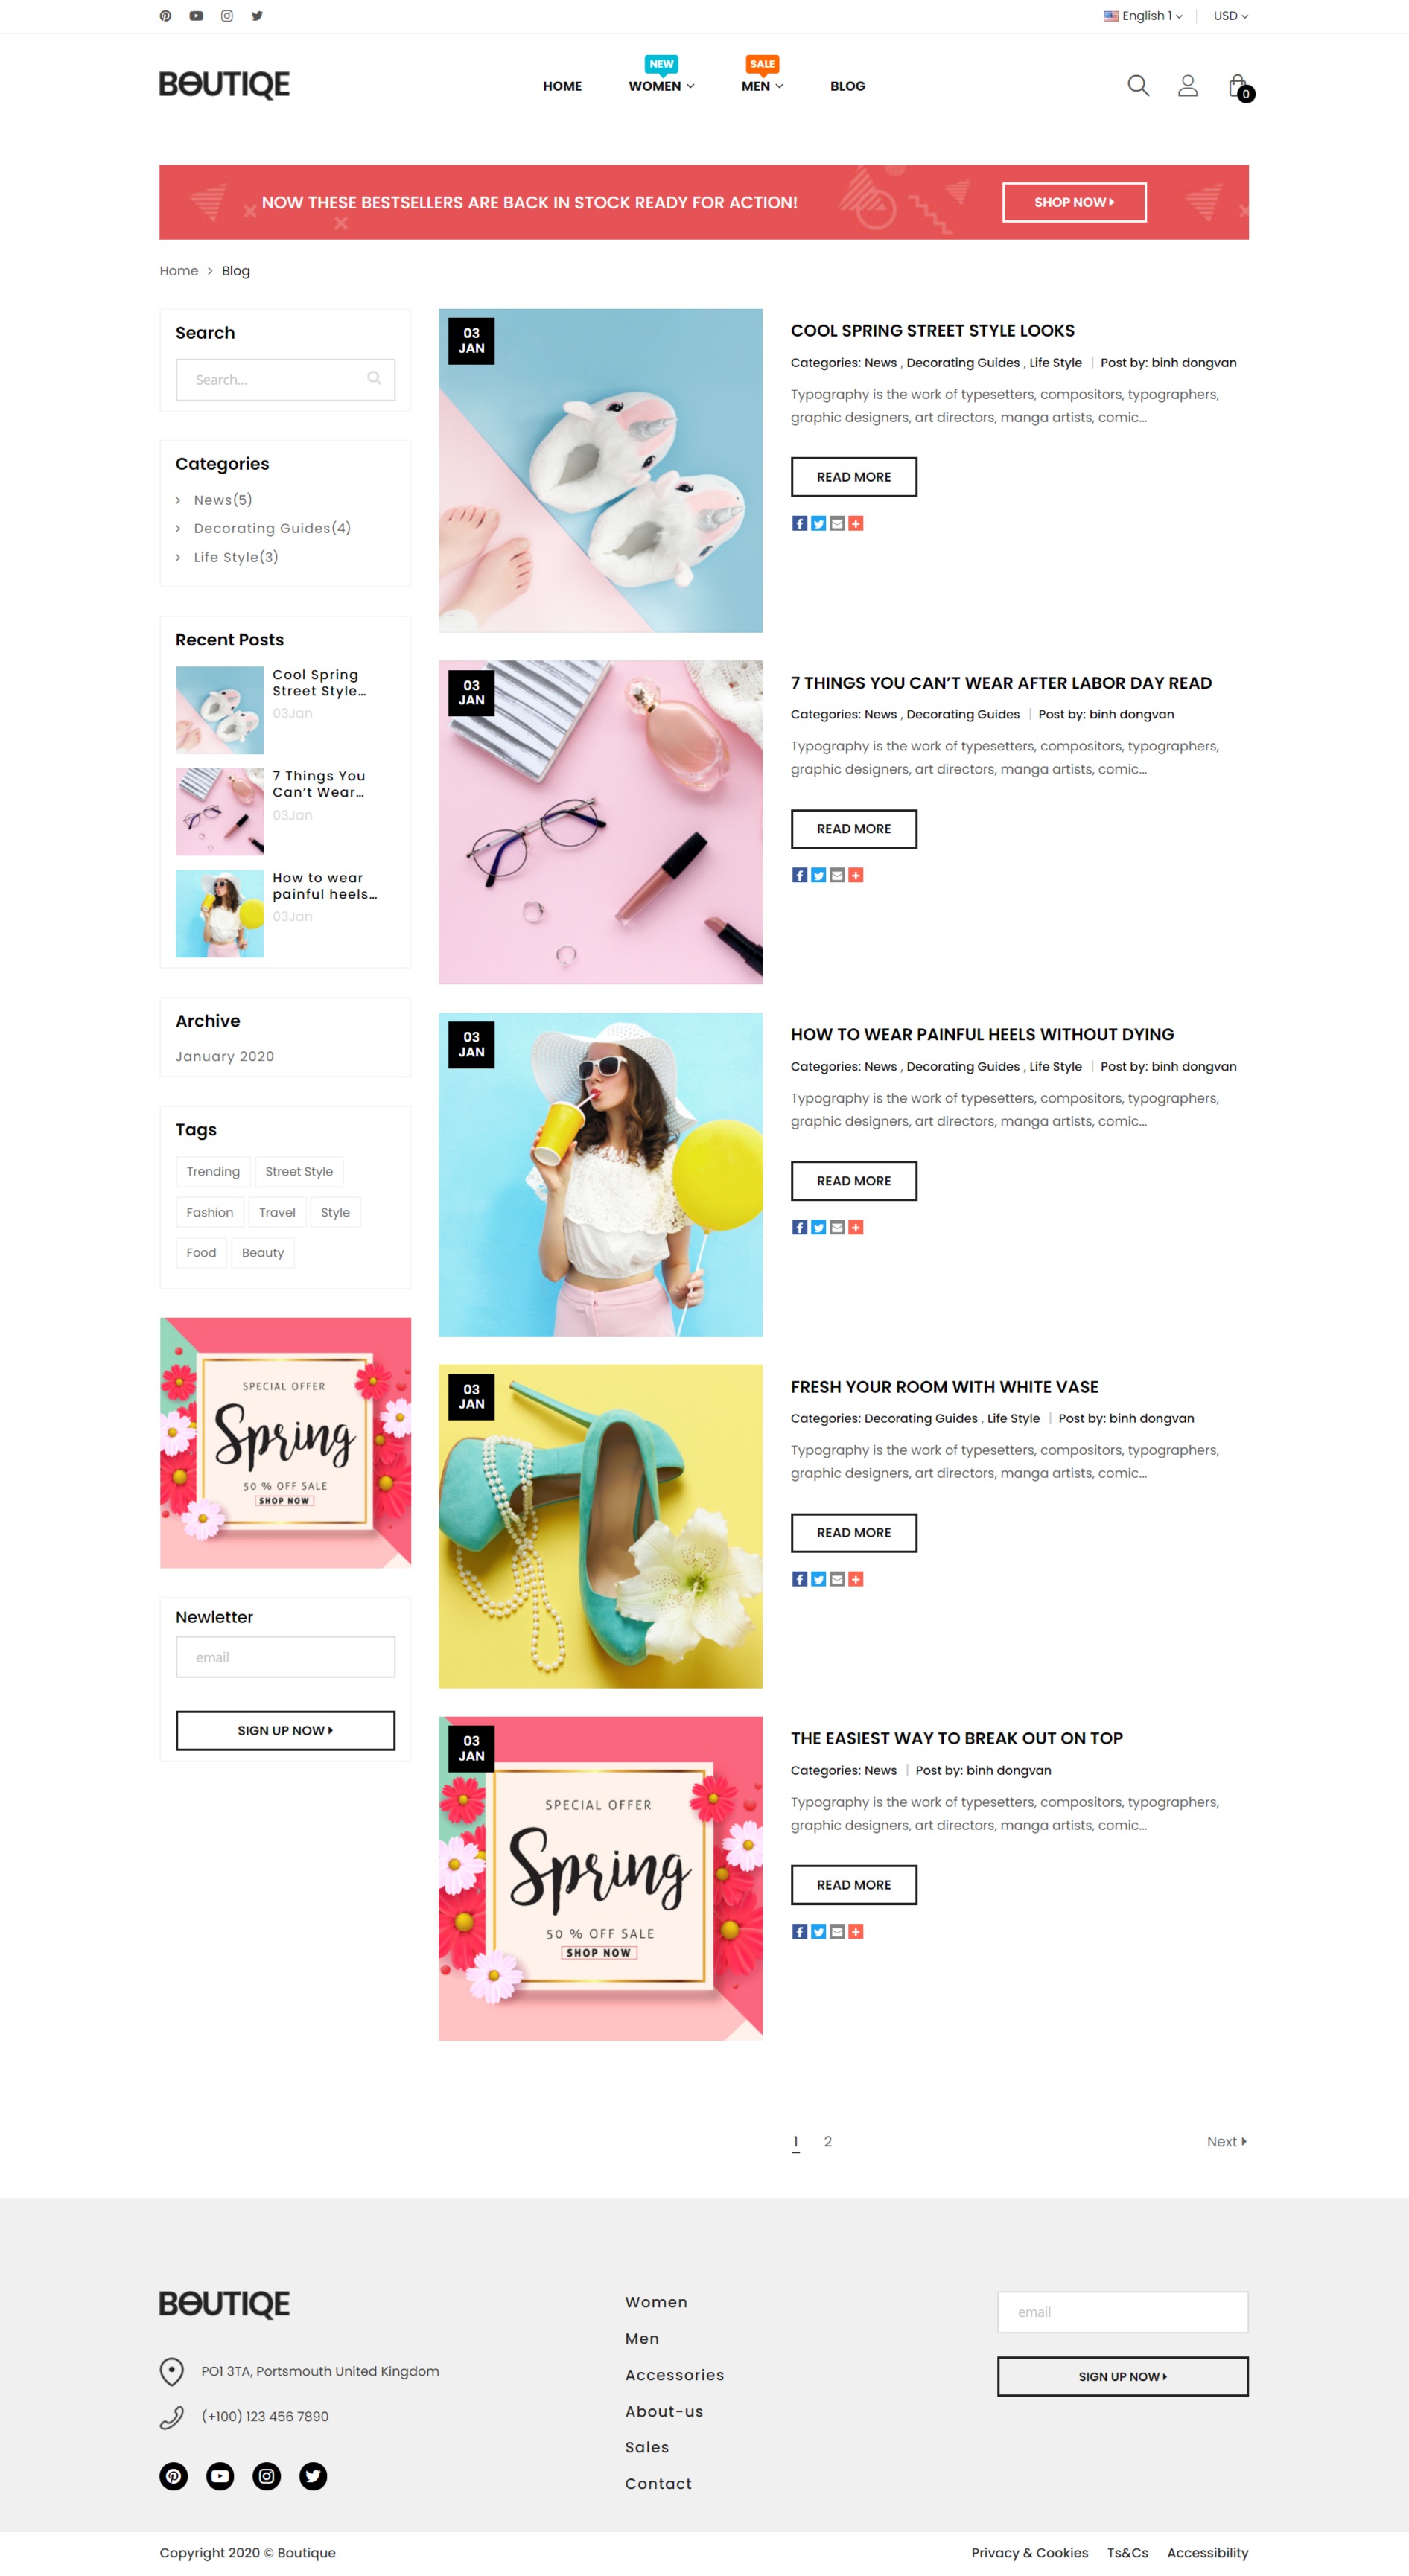 English 1
USD
BOUTIQE
HOME
NEW
WOMEN
SALE
MEN
BLOG
0
NOW THESE BESTSELLERS ARE BACK IN STOCK READY FOR ACTION!
SHOP NOW
Home > Blog
Search
Search...
Categories
News(5)
Decorating Guides(4)
Life Style(3)
Recent Posts
Cool Spring
Street Style...
03Jan
7 Things You
Can't Wear...
03Jan
How to wear
painful heels...
03Jan
Archive
January 2020
Tags
Trending
Street Style
Fashion
Travel
Style
Food
Beauty
SPECIAL OFFER
Spring
50 % OFF SALE
SHOP NOW
Newletter
email
SIGN UP NOW
03
JAN
COOL SPRING STREET STYLE LOOKS
Categories: News , Decorating Guides , Life Style | Post by: binh dongvan
Typography is the work of typesetters, compositors, typographers,
graphic designers, art directors, manga artists, comic...
READ MORE
03
JAN
7 THINGS YOU CAN'T WEAR AFTER LABOR DAY READ
Categories: News , Decorating Guides | Post by: binh dongvan
Typography is the work of typesetters, compositors, typographers,
graphic designers, art directors, manga artists, comic...
READ MORE
03
JAN
HOW TO WEAR PAINFUL HEELS WITHOUT DYING
Categories: News , Decorating Guides , Life Style | Post by: binh dongvan
Typography is the work of typesetters, compositors, typographers,
graphic designers, art directors, manga artists, comic...
READ MORE
03
JAN
FRESH YOUR ROOM WITH WHITE VASE
Categories: Decorating Guides , Life Style | Post by: binh dongvan
Typography is the work of typesetters, compositors, typographers,
graphic designers, art directors, manga artists, comic...
READ MORE
03
JAN
SPECIAL OFFER
Spring
50 % OFF SALE
SHOP NOW
THE EASIEST WAY TO BREAK OUT ON TOP
Categories: News | Post by: binh dongvan
Typography is the work of typesetters, compositors, typographers,
graphic designers, art directors, manga artists, comic...
READ MORE
1 2 Next
BOUTIQE
PO1 3TA, Portsmouth United Kingdom
(+100) 123 456 7890
Women
Men
Accessories
About-us
Sales
Contact
email
SIGN UP NOW
Copyright 2020 © Boutique
Privacy & Cookies
Ts&Cs
Accessibility